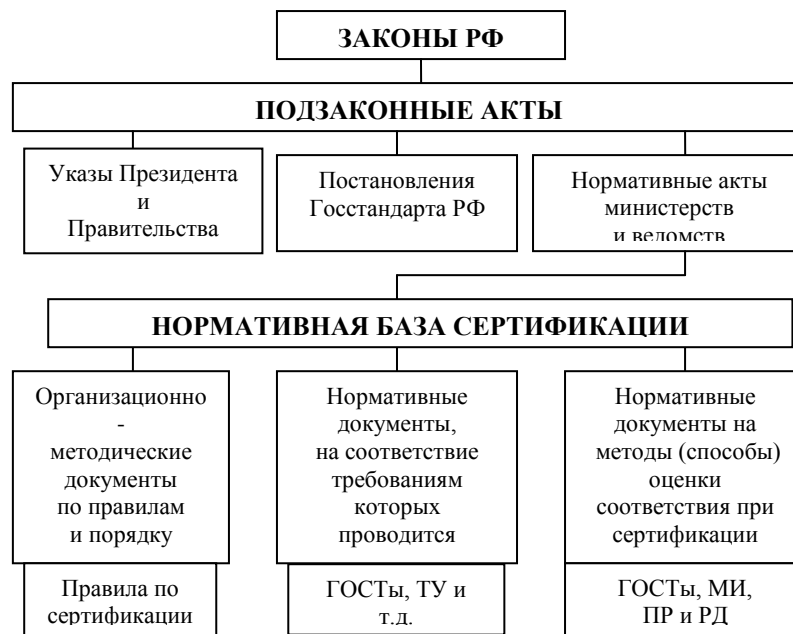 ЗАКОНЫ РФ
ПОДЗАКОННЫЕ АКТЫ
Указы Президента
и
Правительства
Постановления
Госстандарта РФ
Нормативные акты
министерств
и ведомств
НОРМАТИВНАЯ БАЗА СЕРТИФИКАЦИИ
Организационно
-
методические
документы
по правилам
и порядку
Нормативные
документы,
на соответствие
требованиям
которых
проводится
Нормативные
документы на
методы (способы)
оценки
соответствия при
сертификации
Правила по
сертификации
ГОСТы, ТУ и
т.д.
ГОСТы, МИ,
ПР и РД